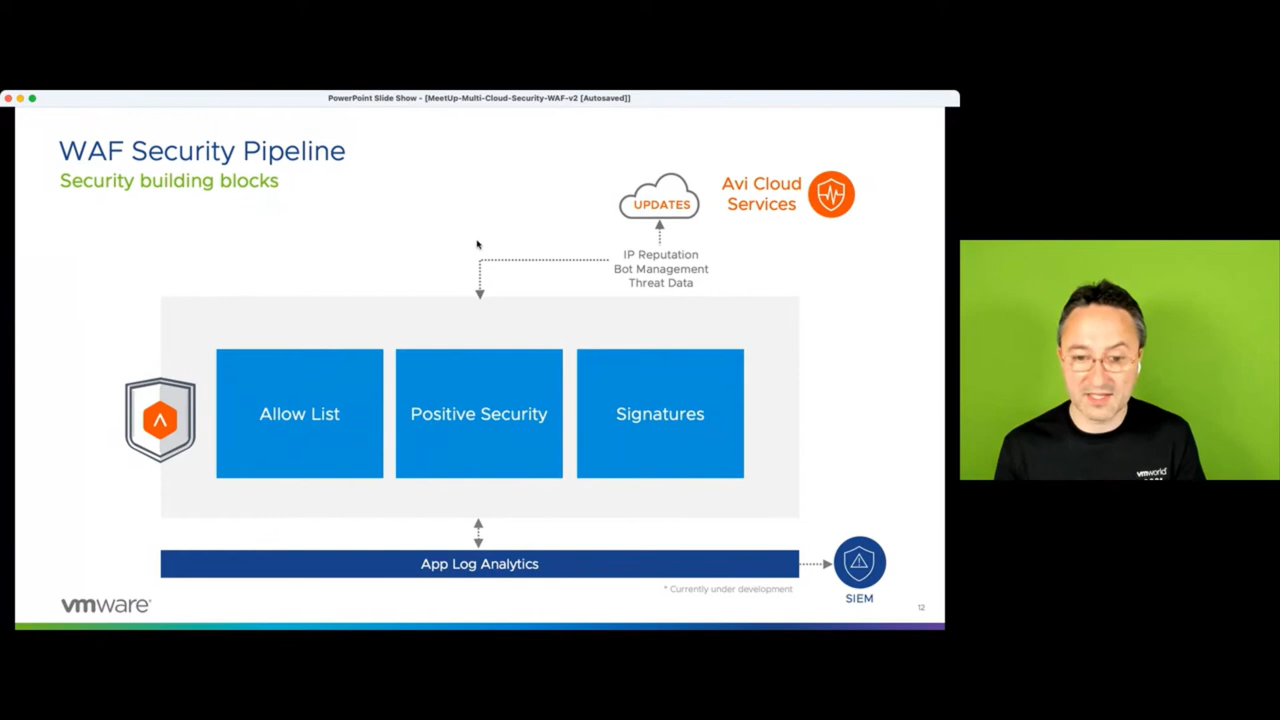 PowerPoint Slide Show - [MeetUp-Multi-Cloud-Security-WAF-v2 [Autosaved]]
WAF Security Pipeline
Security building blocks
UPDATES
Avi Cloud
Services
IP Reputation
Bot Management
Threat Data
Allow List
Positive Security
Signatures
App Log Analytics
* Currently under development
SIEM
vmware®
12
vmworld